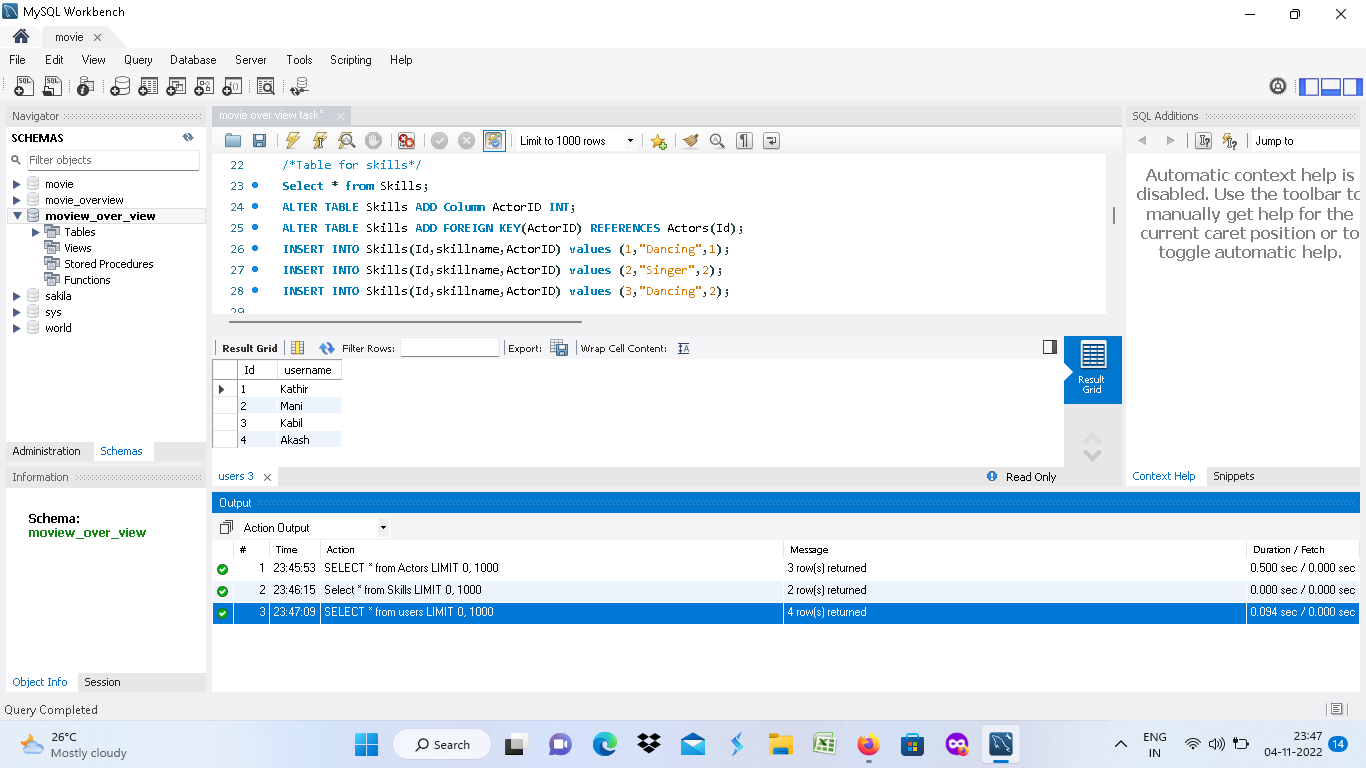 MySQL Workbench
movie
File Edit View Query Database Server Tools Scripting Help
Navigator
SCHEMAS
Filter objects
movie
movie_overview
moview_over_view
Tables
Views
Stored Procedures
Functions
sakila
sys
world
Administration Schemas
Information
Schema:
moview_over_view
Object Info Session
movie over view task*
Limit to 1000 rows
22 /*Table for skills*/
23 Select * from Skills;
24 ALTER TABLE Skills ADD Column ActorID INT;
25 ALTER TABLE Skills ADD FOREIGN KEY(ActorID) REFERENCES Actors(Id);
26 INSERT INTO Skills(Id,skillname,ActorID) values (1,"Dancing",1);
27 INSERT INTO Skills(Id,skillname,ActorID) values (2,"Singer",2);
28 INSERT INTO Skills(Id,skillname,ActorID) values (3,"Dancing",2);
29
Result Grid Filter Rows: Export: Wrap Cell Content:
Id username
1 Kathir
2 Mani
3 Kabil
4 Akash
Result
Grid
users 3 Read Only
SQL Additions
Jump to
Automatic context help is
disabled. Use the toolbar to
manually get help for the
current caret position or to
toggle automatic help.
Context Help Snippets
Output
Action Output
# Time Action Message Duration / Fetch
1 23:45:53 SELECT * from Actors LIMIT 0, 1000 3 row(s) returned 0.500 sec / 0.000 sec
2 23:46:15 Select * from Skills LIMIT 0, 1000 2 row(s) returned 0.000 sec / 0.000 sec
3 23:47:09 SELECT * from users LIMIT 0, 1000 4 row(s) returned 0.094 sec / 0.000 sec
Query Completed
26°C
Mostly cloudy
Search
ENG
IN
23:47
04-11-2022
14